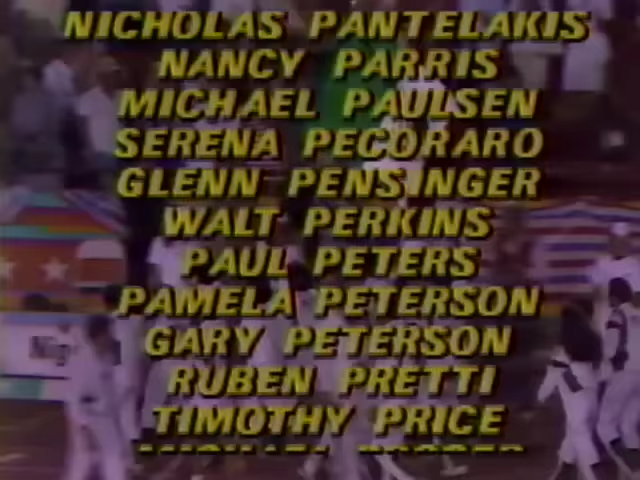 NICHOLAS PANTELAKIS
NANCY PARRIS
MICHAEL PAULSEN
SERENA PECORARO
GLENN PENSINGER
WALT PERKINS
PAUL PETERS
PAMELA PETERSON
GARY PETERSON
RUBEN PRETTI
TIMOTHY PRICE